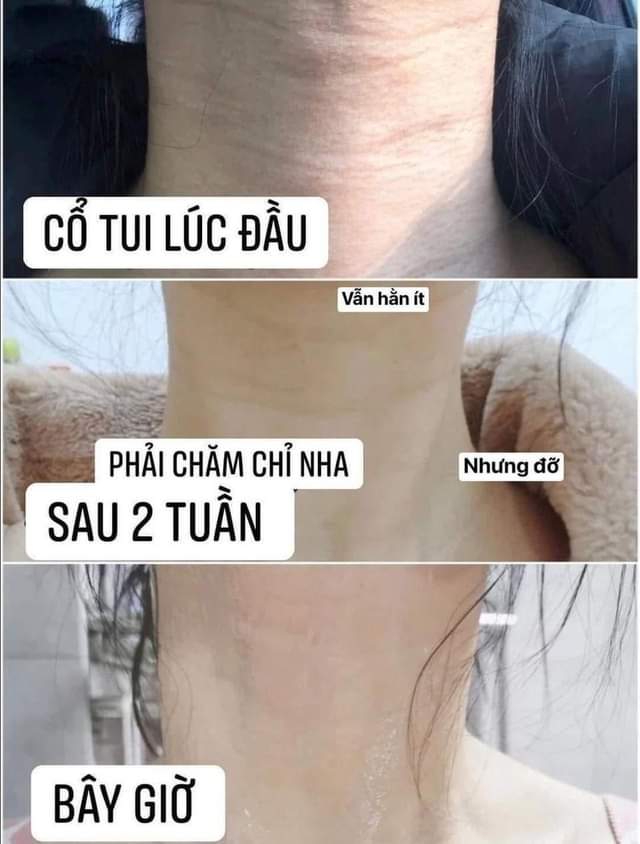 CỔ TUI LÚC ĐẦU
Vẫn hằn ít
PHẢI CHĂM CHỈ NHA
Nhưng đỡ
SAU 2 TUẦN
BÂY GIỜ